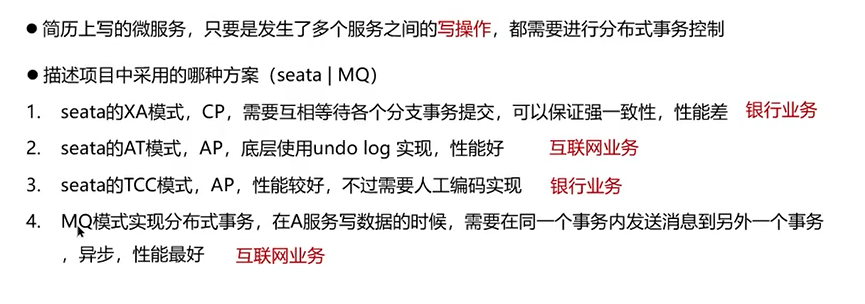 ● 简历上写的微服务，只要是发生了多个服务之间的写操作，都需要进行分布式事务控制
● 描述项目中采用的哪种方案（seata | MQ）
1. seata的XA模式，CP，需要互相等待各个分支事务提交，可以保证强一致性，性能差 银行业务
2. seata的AT模式，AP，底层使用undo log 实现，性能好 互联网业务
3. seata的TCC模式，AP，性能较好，不过需要人工编码实现 银行业务
4. MQ模式实现分布式事务，在A服务写数据的时候，需要在同一个事务内发送消息到另外一个事务
，异步，性能最好 互联网业务